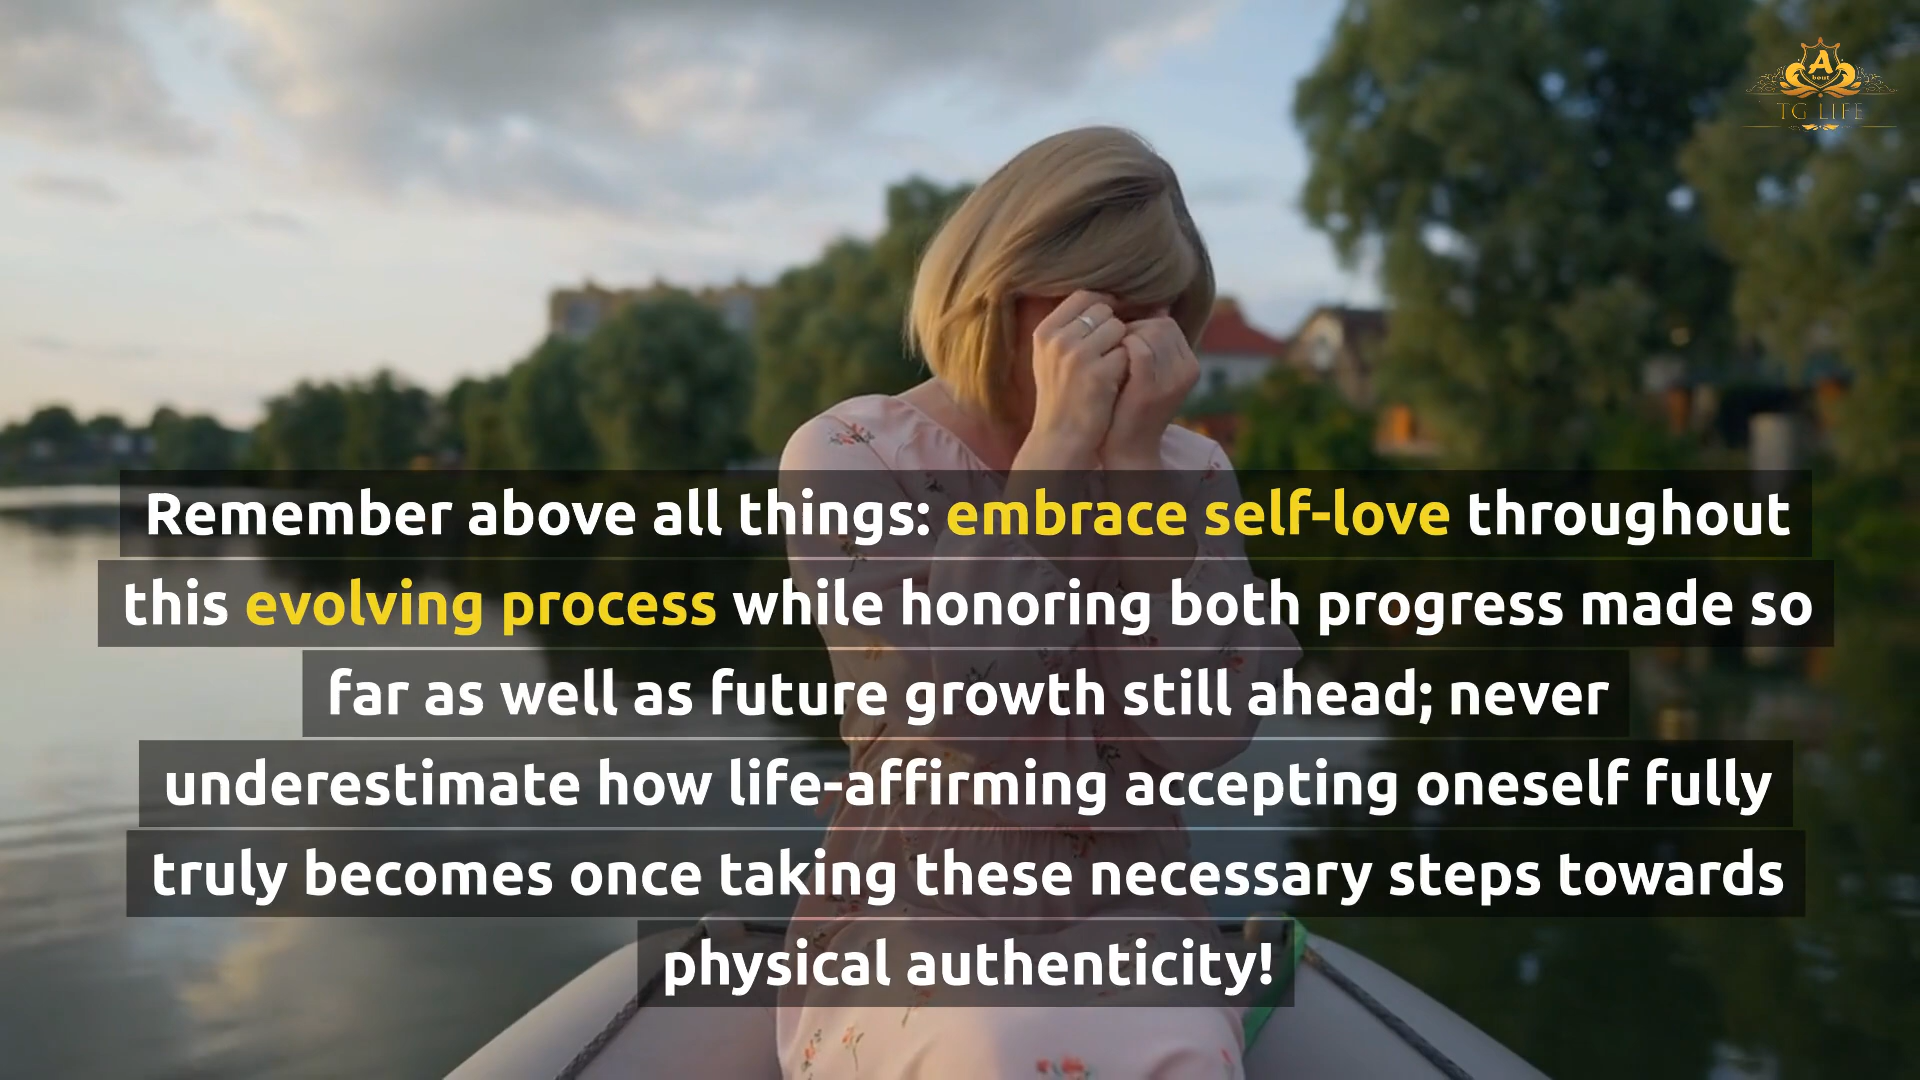 A
bout
TG LIFE
Remember above all things: embrace self-love throughout
this evolving process while honoring both progress made so
far as well as future growth still ahead; never
underestimate how life-affirming accepting oneself fully
truly becomes once taking these necessary steps towards
physical authenticity!